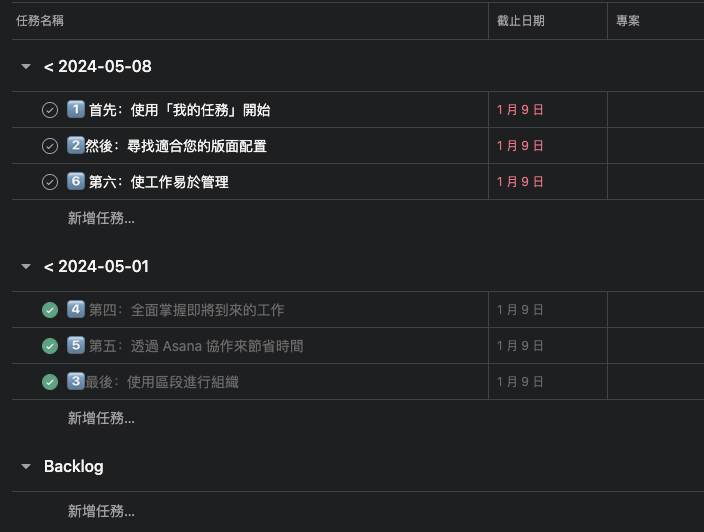 任務名稱 截止日期 專案
< 2024-05-08
1️⃣ 首先：使用「我的任務」開始 1 月 9 日
2️⃣然後：尋找適合您的版面配置 1 月 9 日
6️⃣ 第六：使工作易於管理 1 月 9 日
新增任務...
< 2024-05-01
4️⃣ 第四：全面掌握即將到來的工作 1 月 9 日
5️⃣ 第五：透過 Asana 協作來節省時間 1 月 9 日
3️⃣最後：使用區段進行組織 1 月 9 日
新增任務...
Backlog
新增任務...